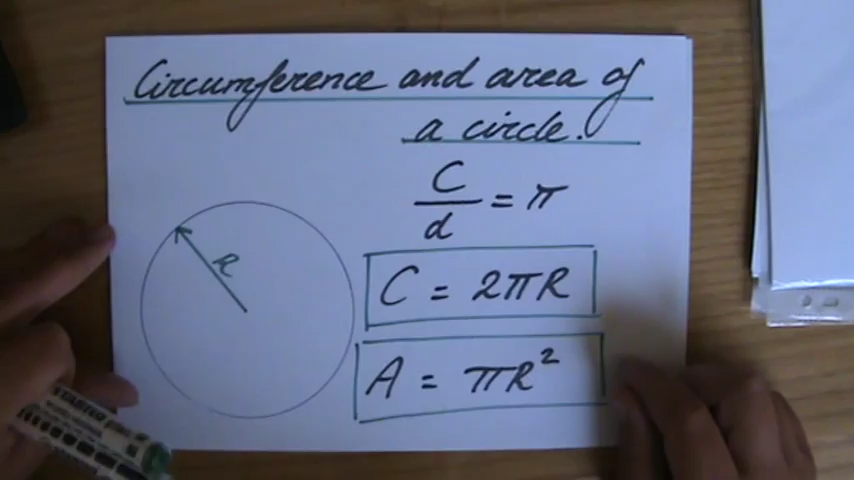 Circumference and area of
a circle.
C/d = π
R
C = 2πR
A = πR²